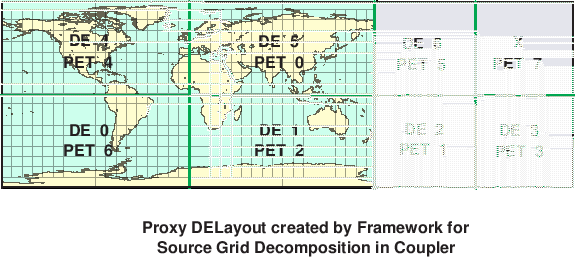 DE 4 DE 5 DE 6 X
PET 4 PET 0 PET 5 PET 7
DE 0 DE 1 DE 2 DE 3
PET 6 PET 2 PET 1 PET 3
Proxy DELayout created by Framework for
Source Grid Decomposition in Coupler